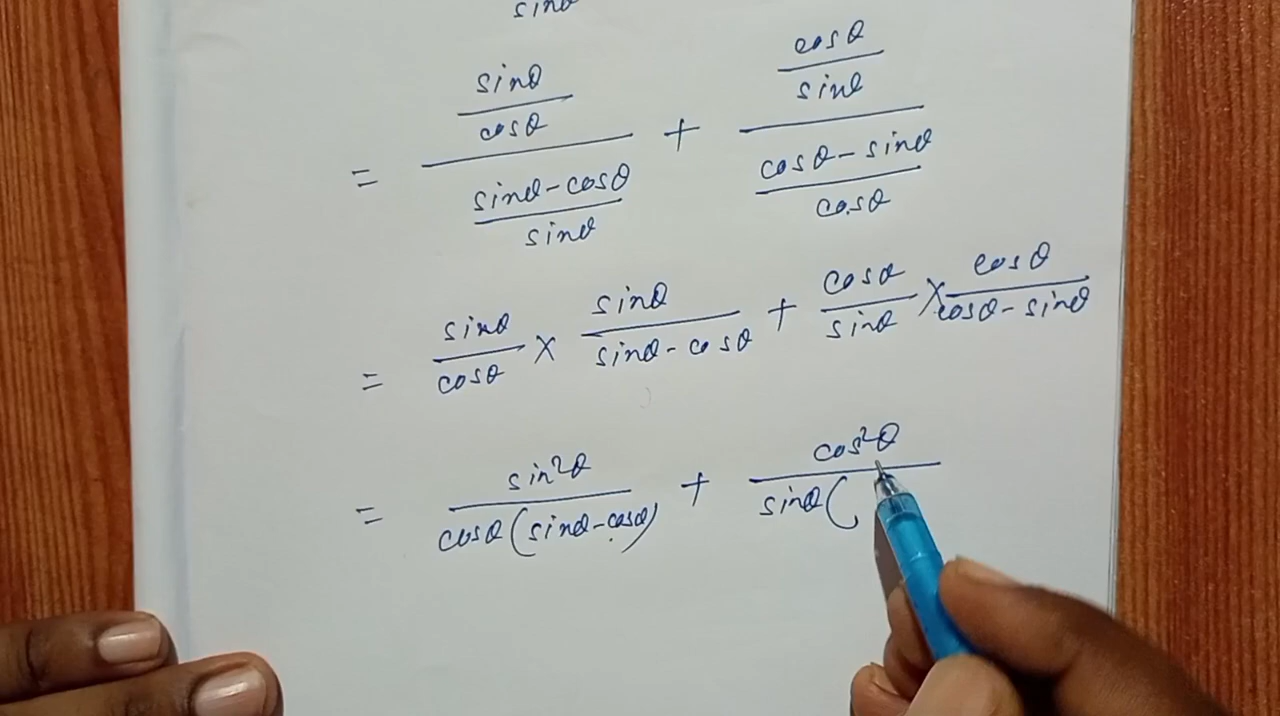 sinθ
= sinθ/cosθ / (sinθ-cosθ)/sinθ + cosθ/sinθ / (cosθ-sinθ)/cosθ
= sinθ/cosθ × sinθ/sinθ-cosθ + cosθ/sinθ × cosθ/cosθ-sinθ
= sin²θ/cosθ(sinθ-cosθ) + cos²θ/sinθ(